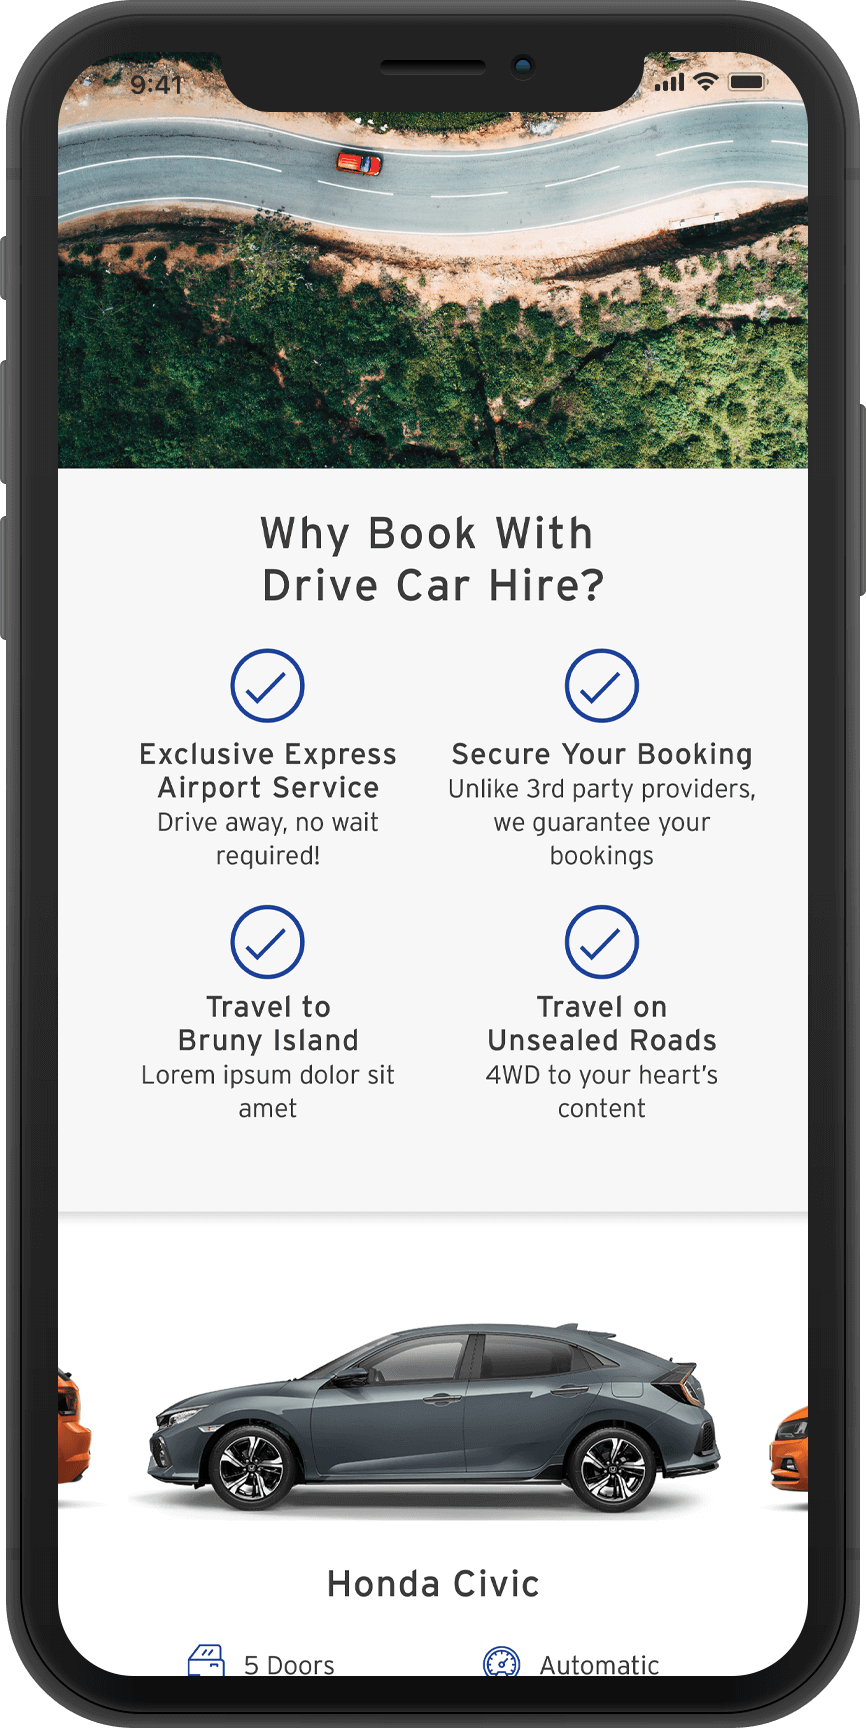 9:41
Why Book With
Drive Car Hire?
Exclusive Express
Airport Service
Drive away, no wait
required!
Secure Your Booking
Unlike 3rd party providers,
we guarantee your
bookings
Travel to
Bruny Island
Lorem ipsum dolor sit
amet
Travel on
Unsealed Roads
4WD to your heart's
content
Honda Civic
5 Doors
Automatic